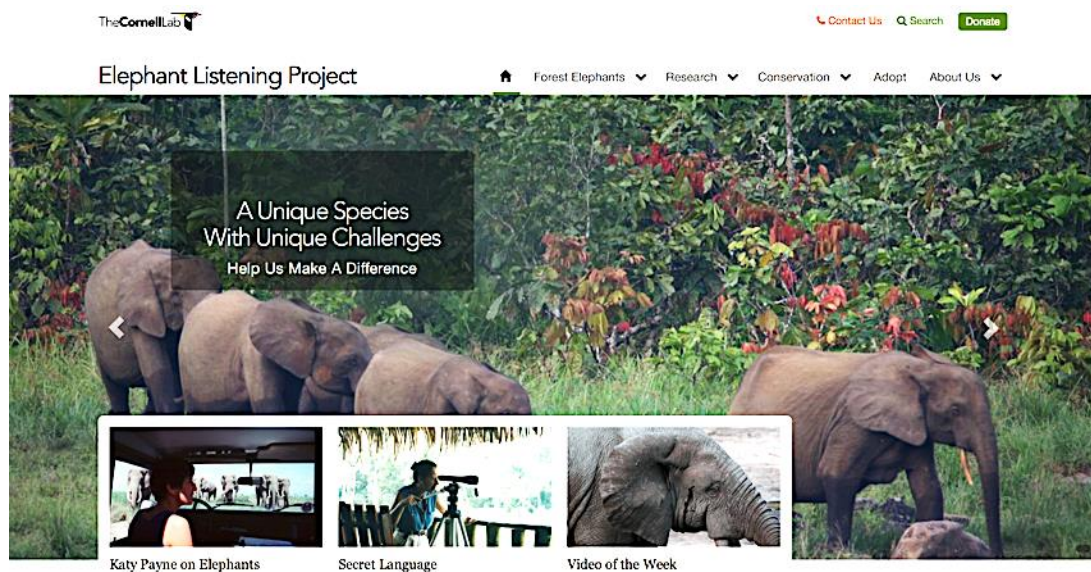 TheCornellLab
Contact Us Search Donate
Elephant Listening Project
Forest Elephants Research Conservation Adopt About Us
A Unique Species
With Unique Challenges
Help Us Make A Difference
Katy Payne on Elephants Secret Language Video of the Week